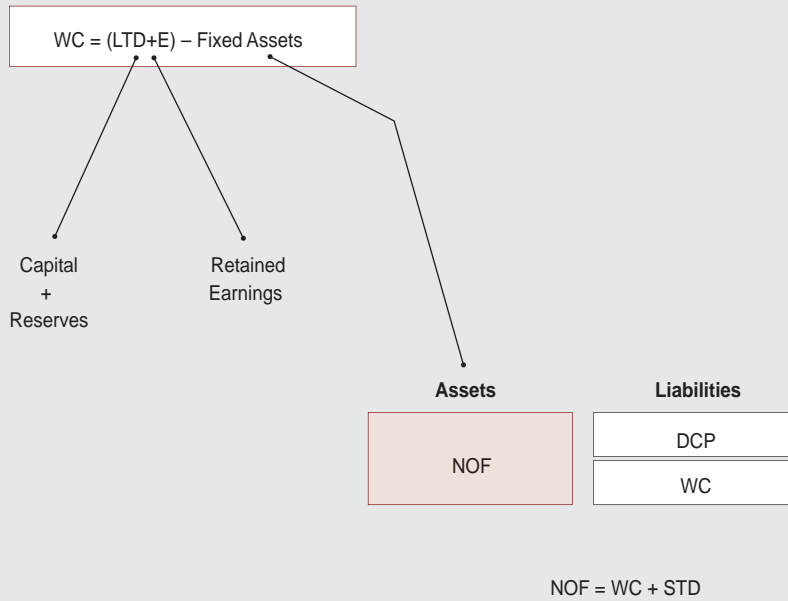 WC = (LTD+E) – Fixed Assets
Capital
+
Reserves
Retained
Earnings
Assets
Liabilities
NOF
DCP
WC
NOF = WC + STD